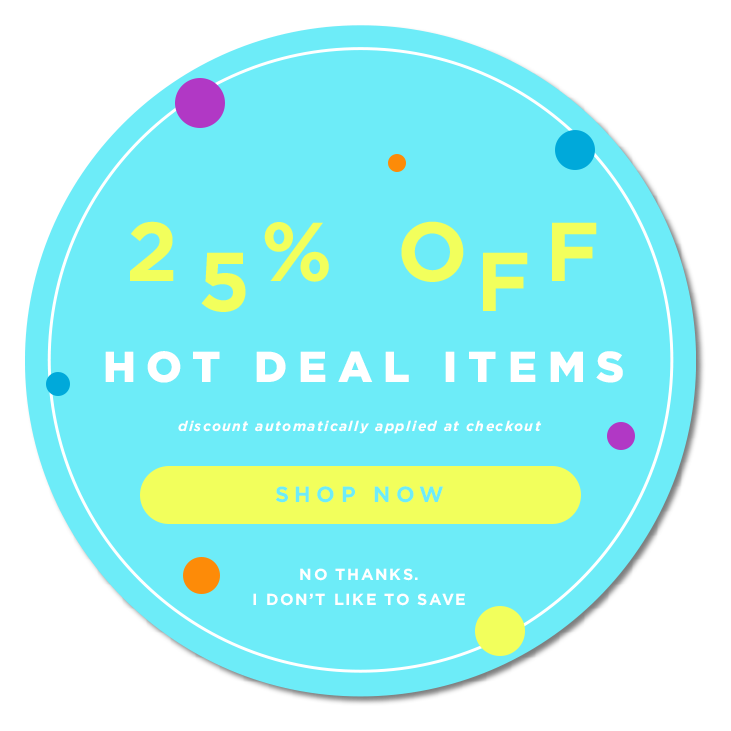 25% OFF
HOT DEAL ITEMS
discount automatically applied at checkout
SHOP NOW
NO THANKS.
I DON'T LIKE TO SAVE